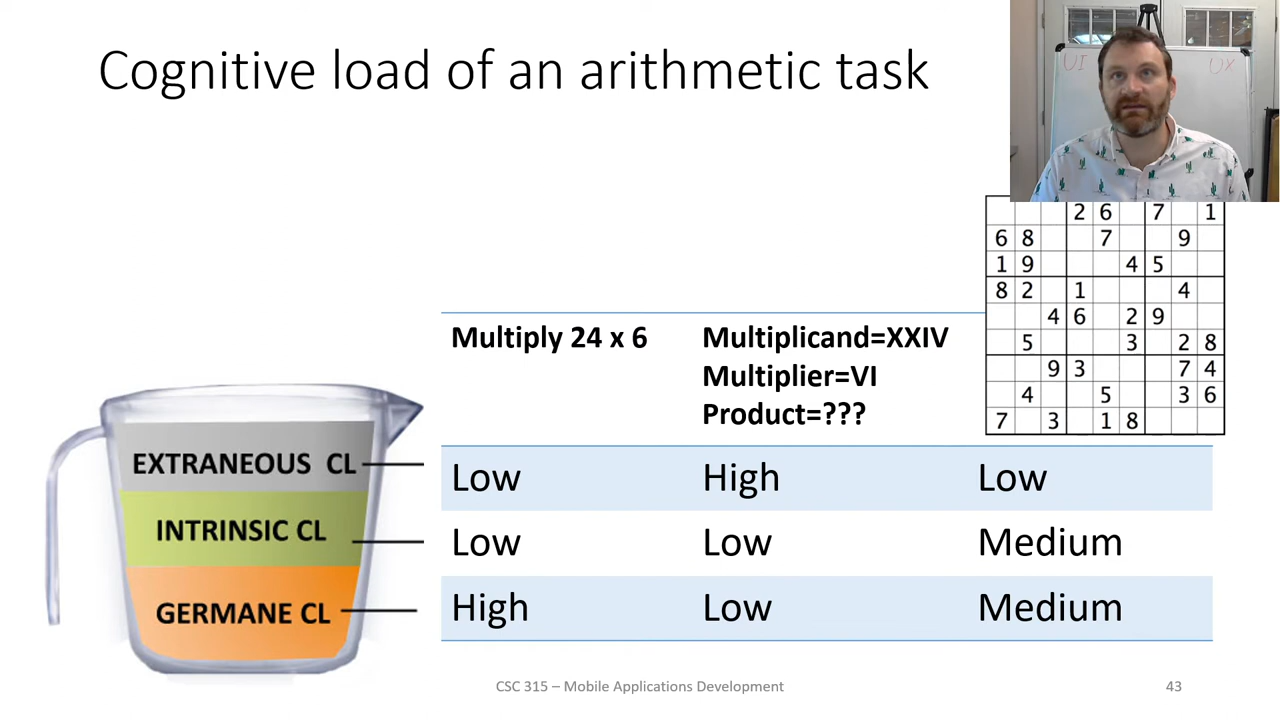 Cognitive load of an arithmetic task
UI UX
2 6 7 1
6 8 7 9
1 9 4 5
8 2 1 4
4 6 2 9
5 3 2 8
9 3 7 4
4 5 3 6
7 3 1 8
Multiply 24 x 6
Multiplicand=XXIV
Multiplier=VI
Product=???
EXTRANEOUS CL
Low High Low
INTRINSIC CL
Low Low Medium
GERMANE CL
High Low Medium
CSC 315 – Mobile Applications Development
43